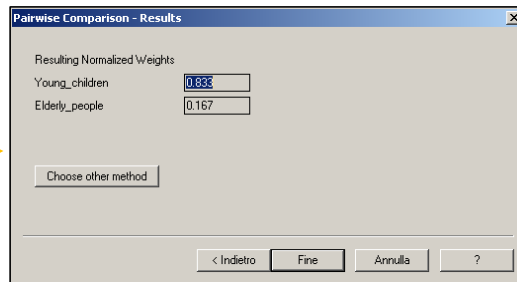 Pairwise Comparison - Results
Resulting Normalized Weights
Young_children 0.833
Elderly_people 0.167
Choose other method
< Indietro Fine Annulla ?